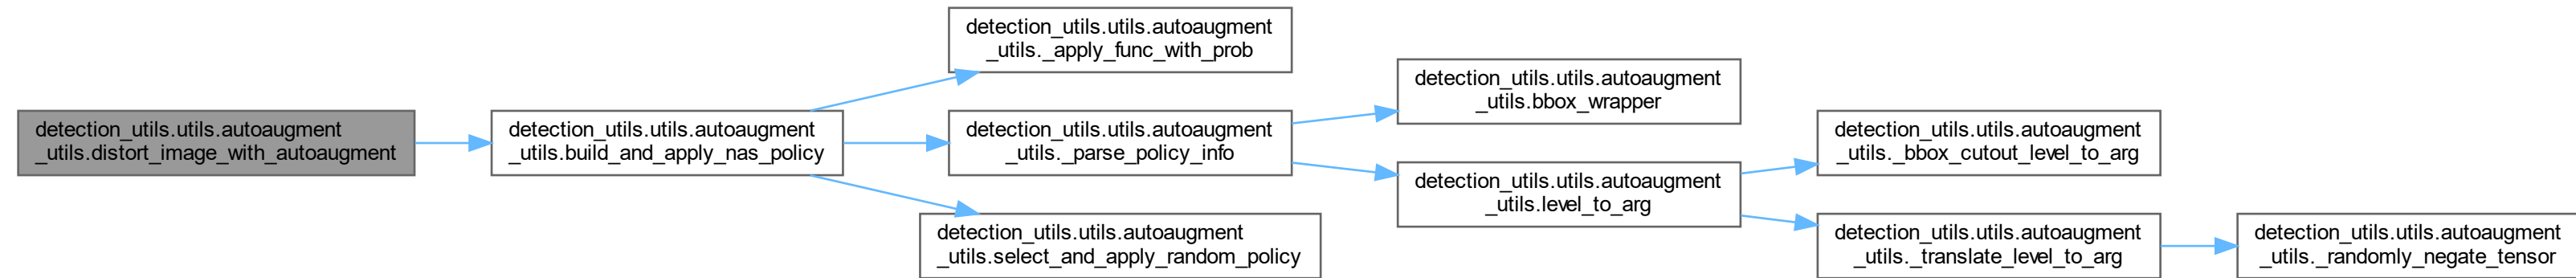 detection_utils.utils.autoaugment
_utils.distort_image_with_autoaugment
detection_utils.utils.autoaugment
_utils.build_and_apply_nas_policy
detection_utils.utils.autoaugment
_utils._apply_func_with_prob
detection_utils.utils.autoaugment
_utils._parse_policy_info
detection_utils.utils.autoaugment
_utils.select_and_apply_random_policy
detection_utils.utils.autoaugment
_utils.bbox_wrapper
detection_utils.utils.autoaugment
_utils.level_to_arg
detection_utils.utils.autoaugment
_utils._bbox_cutout_level_to_arg
detection_utils.utils.autoaugment
_utils._translate_level_to_arg
detection_utils.utils.autoaugment
_utils._randomly_negate_tensor